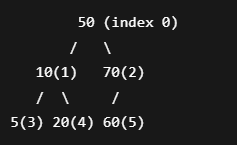 50 (index 0)
/ \
10(1) 70(2)
/ \ /
5(3) 20(4) 60(5)